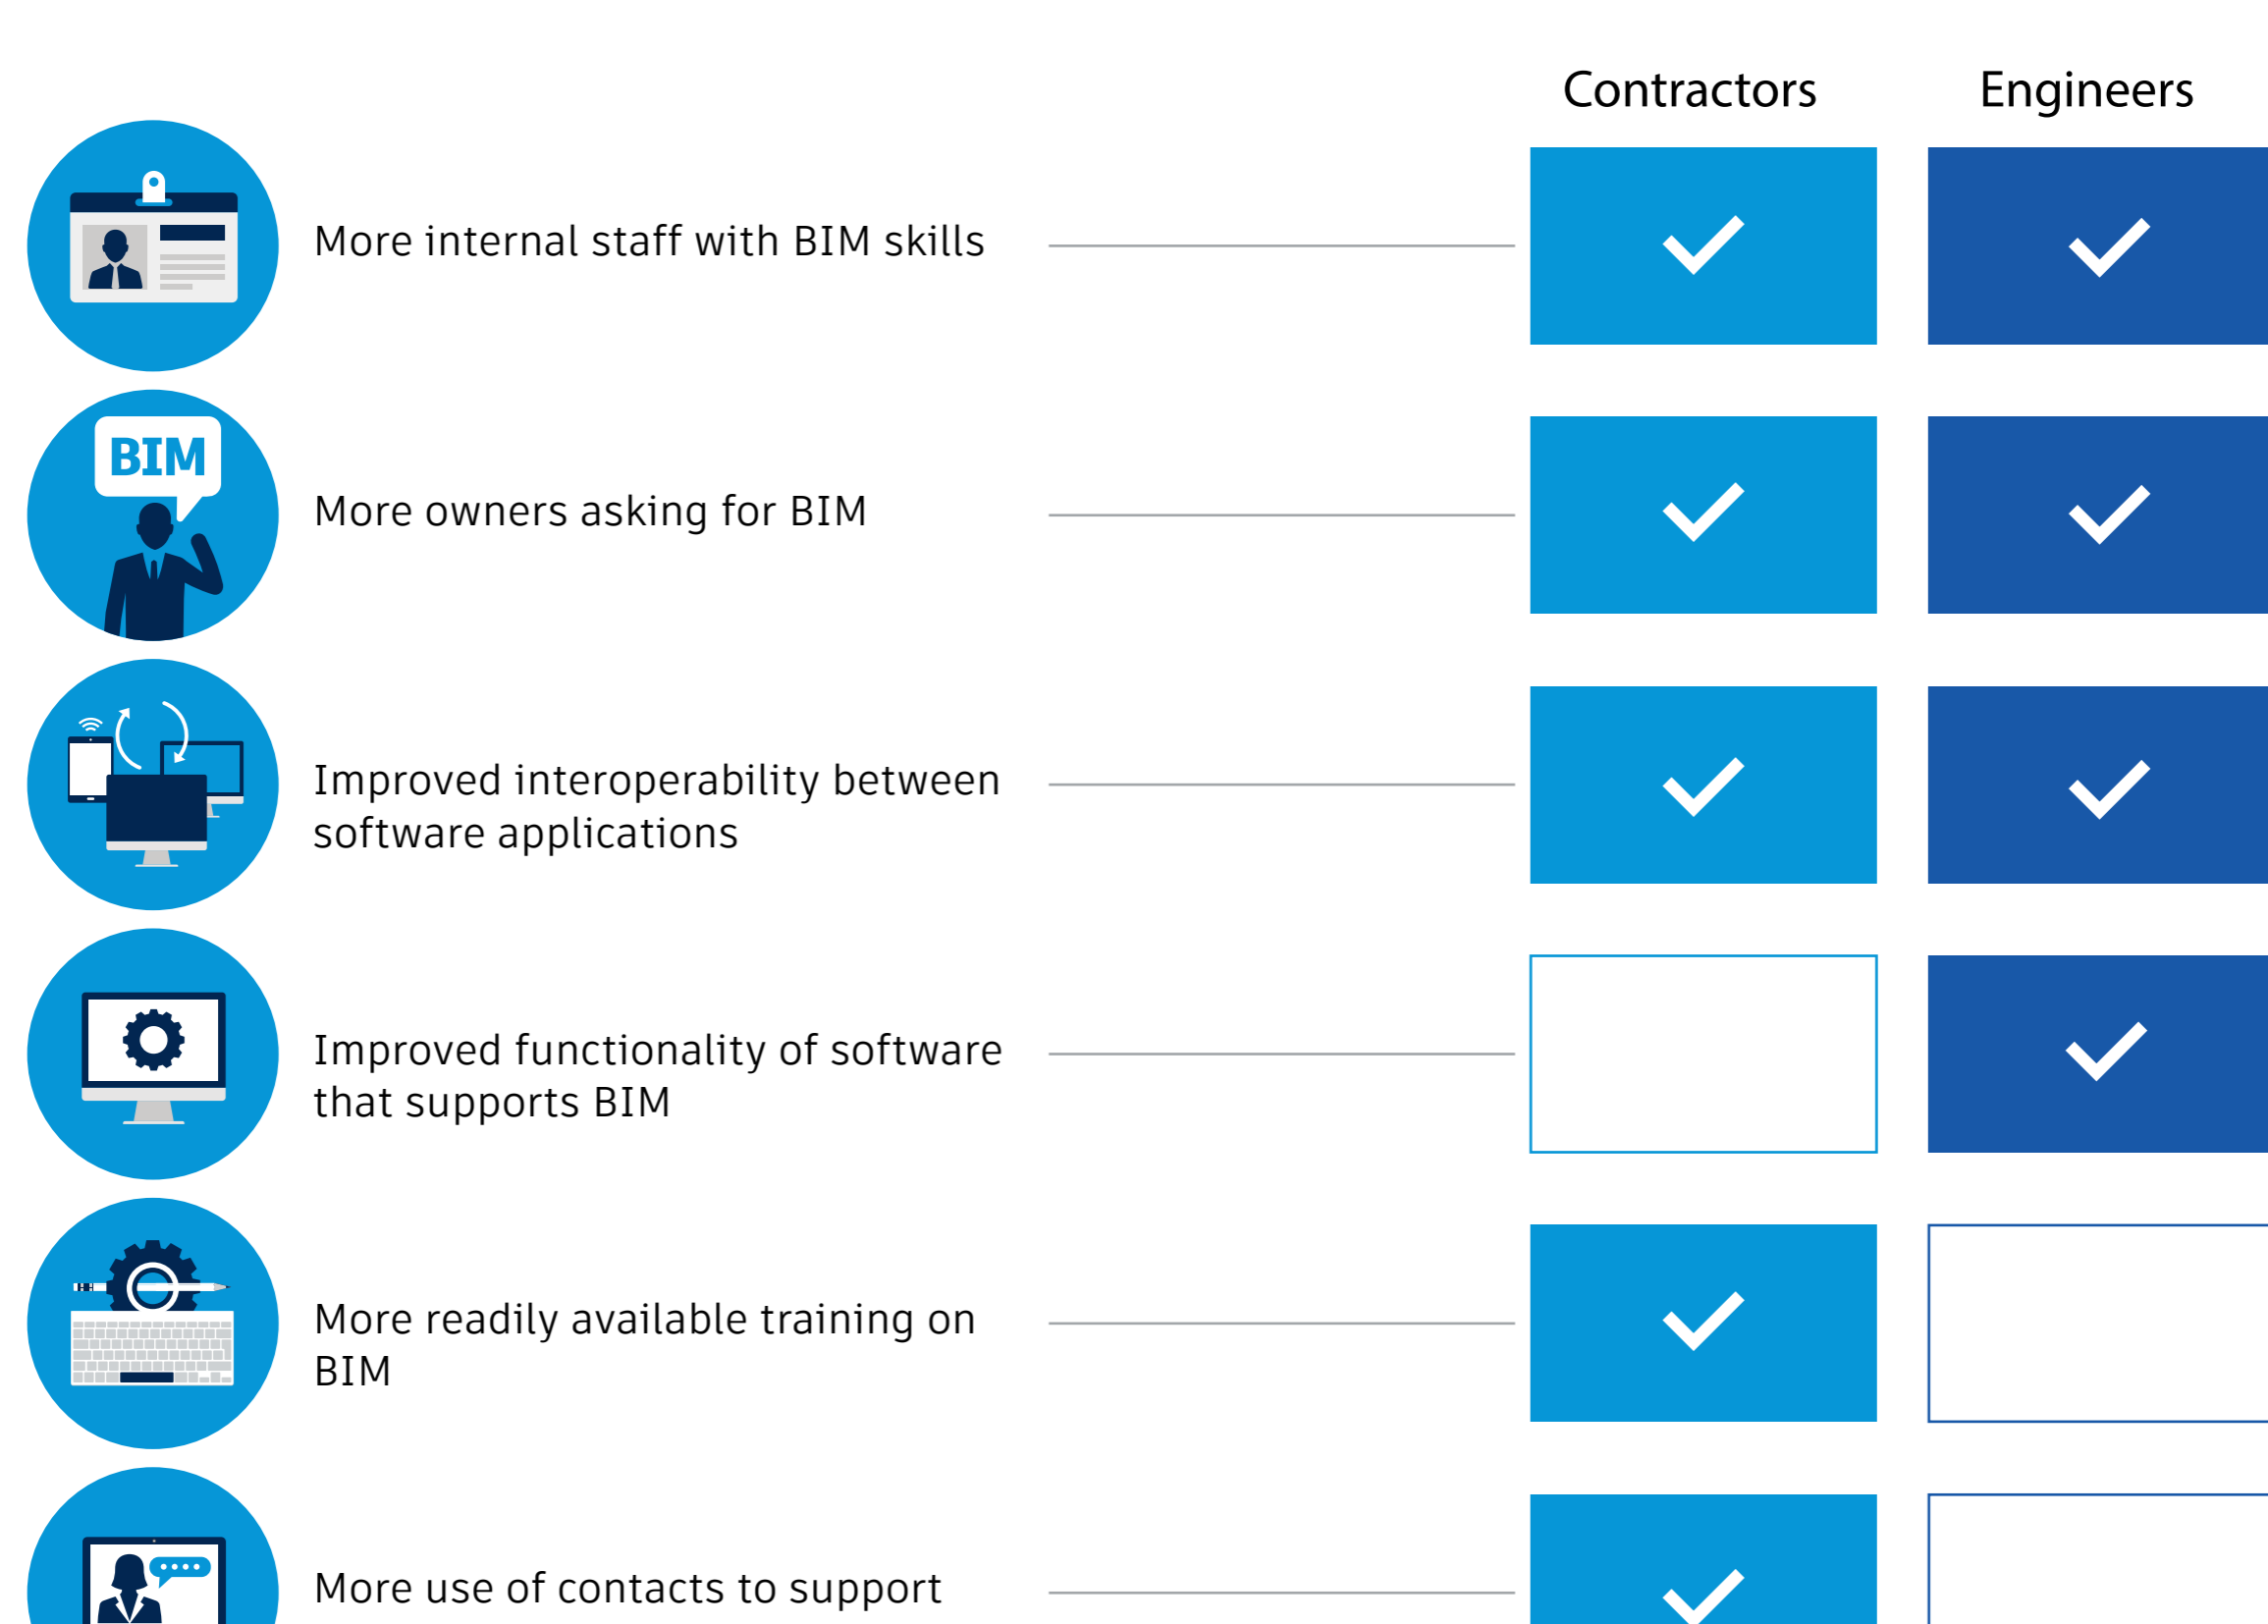 Contractors Engineers
More internal staff with BIM skills
BIM
More owners asking for BIM
Improved interoperability between
software applications
Improved functionality of software
that supports BIM
More readily available training on
BIM
More use of contacts to support